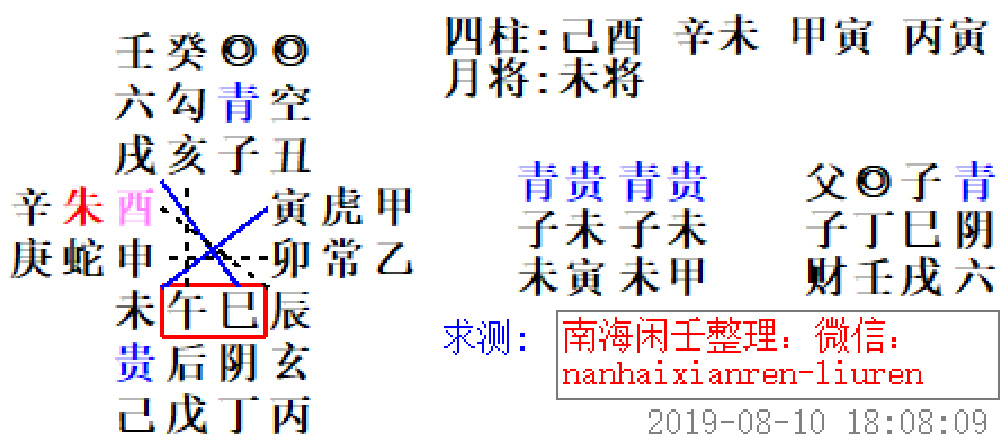 四柱:己酉 辛未 甲寅 丙寅
月将:未将
壬癸◎◎
六勾青空
戌亥子丑
辛朱酉 寅虎甲
庚蛇申 卯常乙
未午巳辰
贵后阴玄
己戊丁丙
青贵青贵
子未子未
未寅未甲
父◎子青
子丁巳阴
财壬戌六
求测:
南海闲壬整理:微信:
nanhaixianren-liuren
2019-08-10 18:08:09